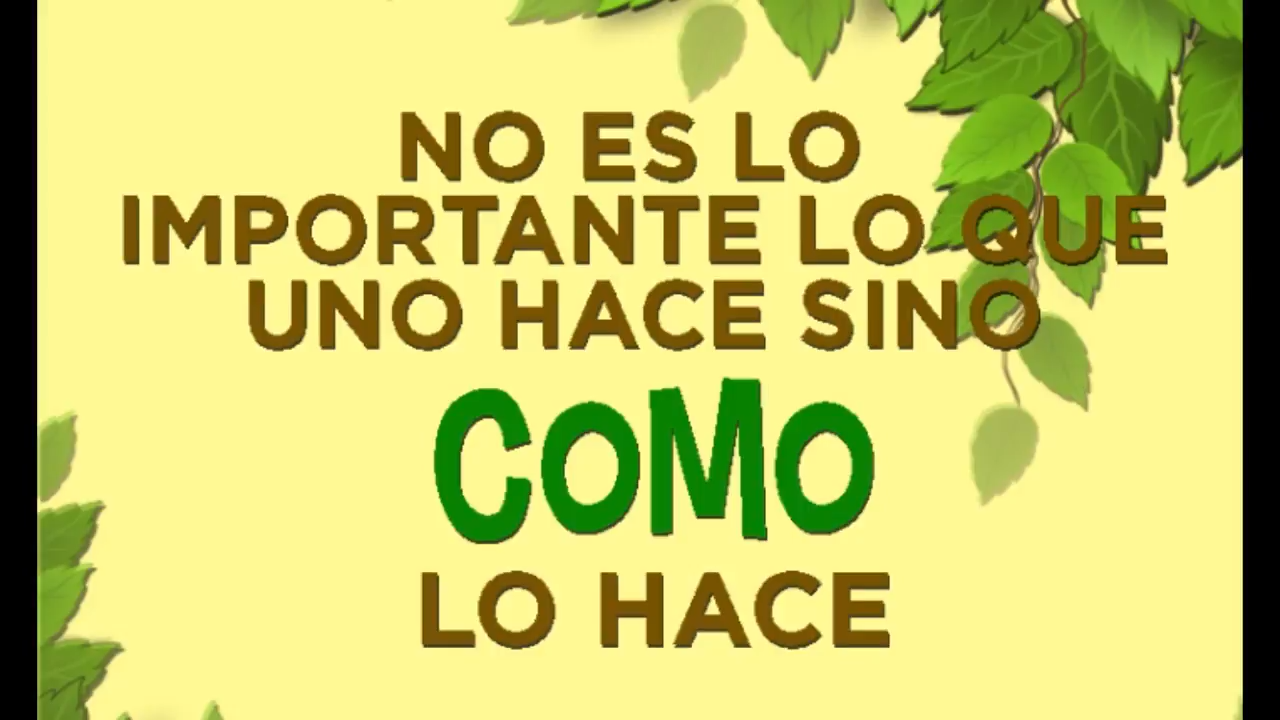 NO ES LO
IMPORTANTE LO QUE
UNO HACE SINO
COMO
LO HACE